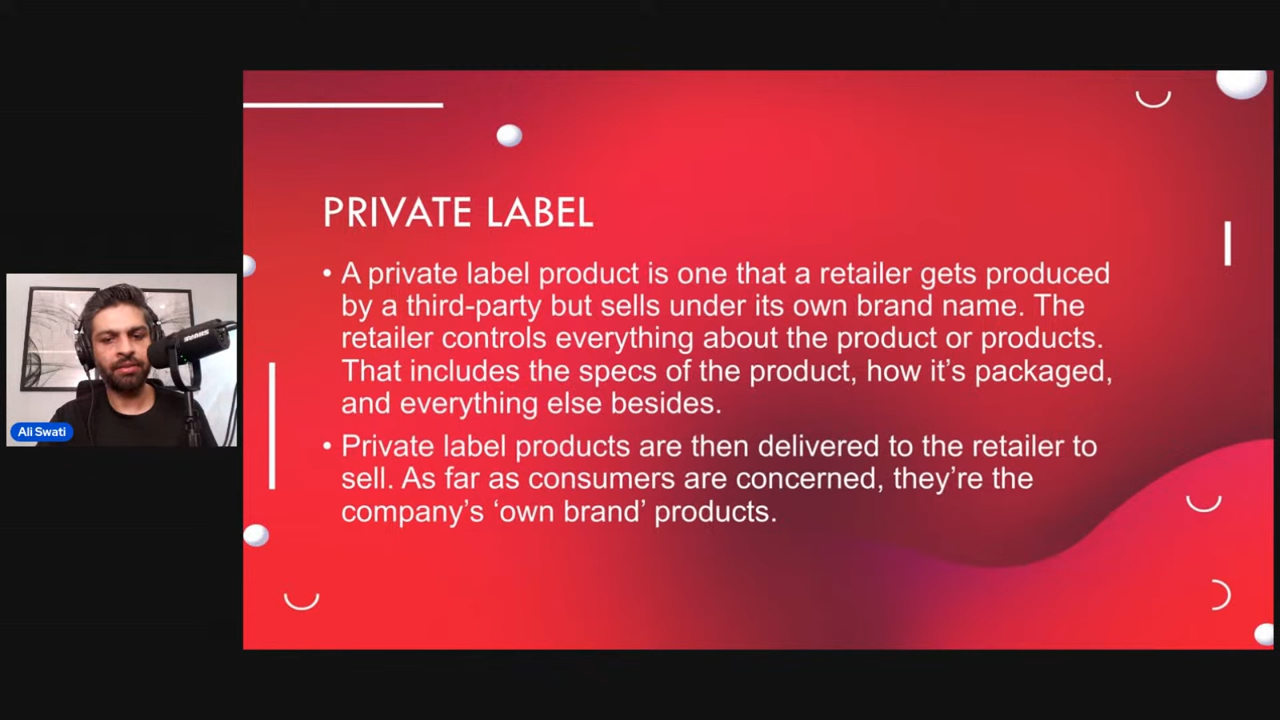 PRIVATE LABEL
• A private label product is one that a retailer gets produced
by a third-party but sells under its own brand name. The
retailer controls everything about the product or products.
That includes the specs of the product, how it's packaged,
and everything else besides.
• Private label products are then delivered to the retailer to
sell. As far as consumers are concerned, they're the
company's ‘own brand’ products.
Ali Swati